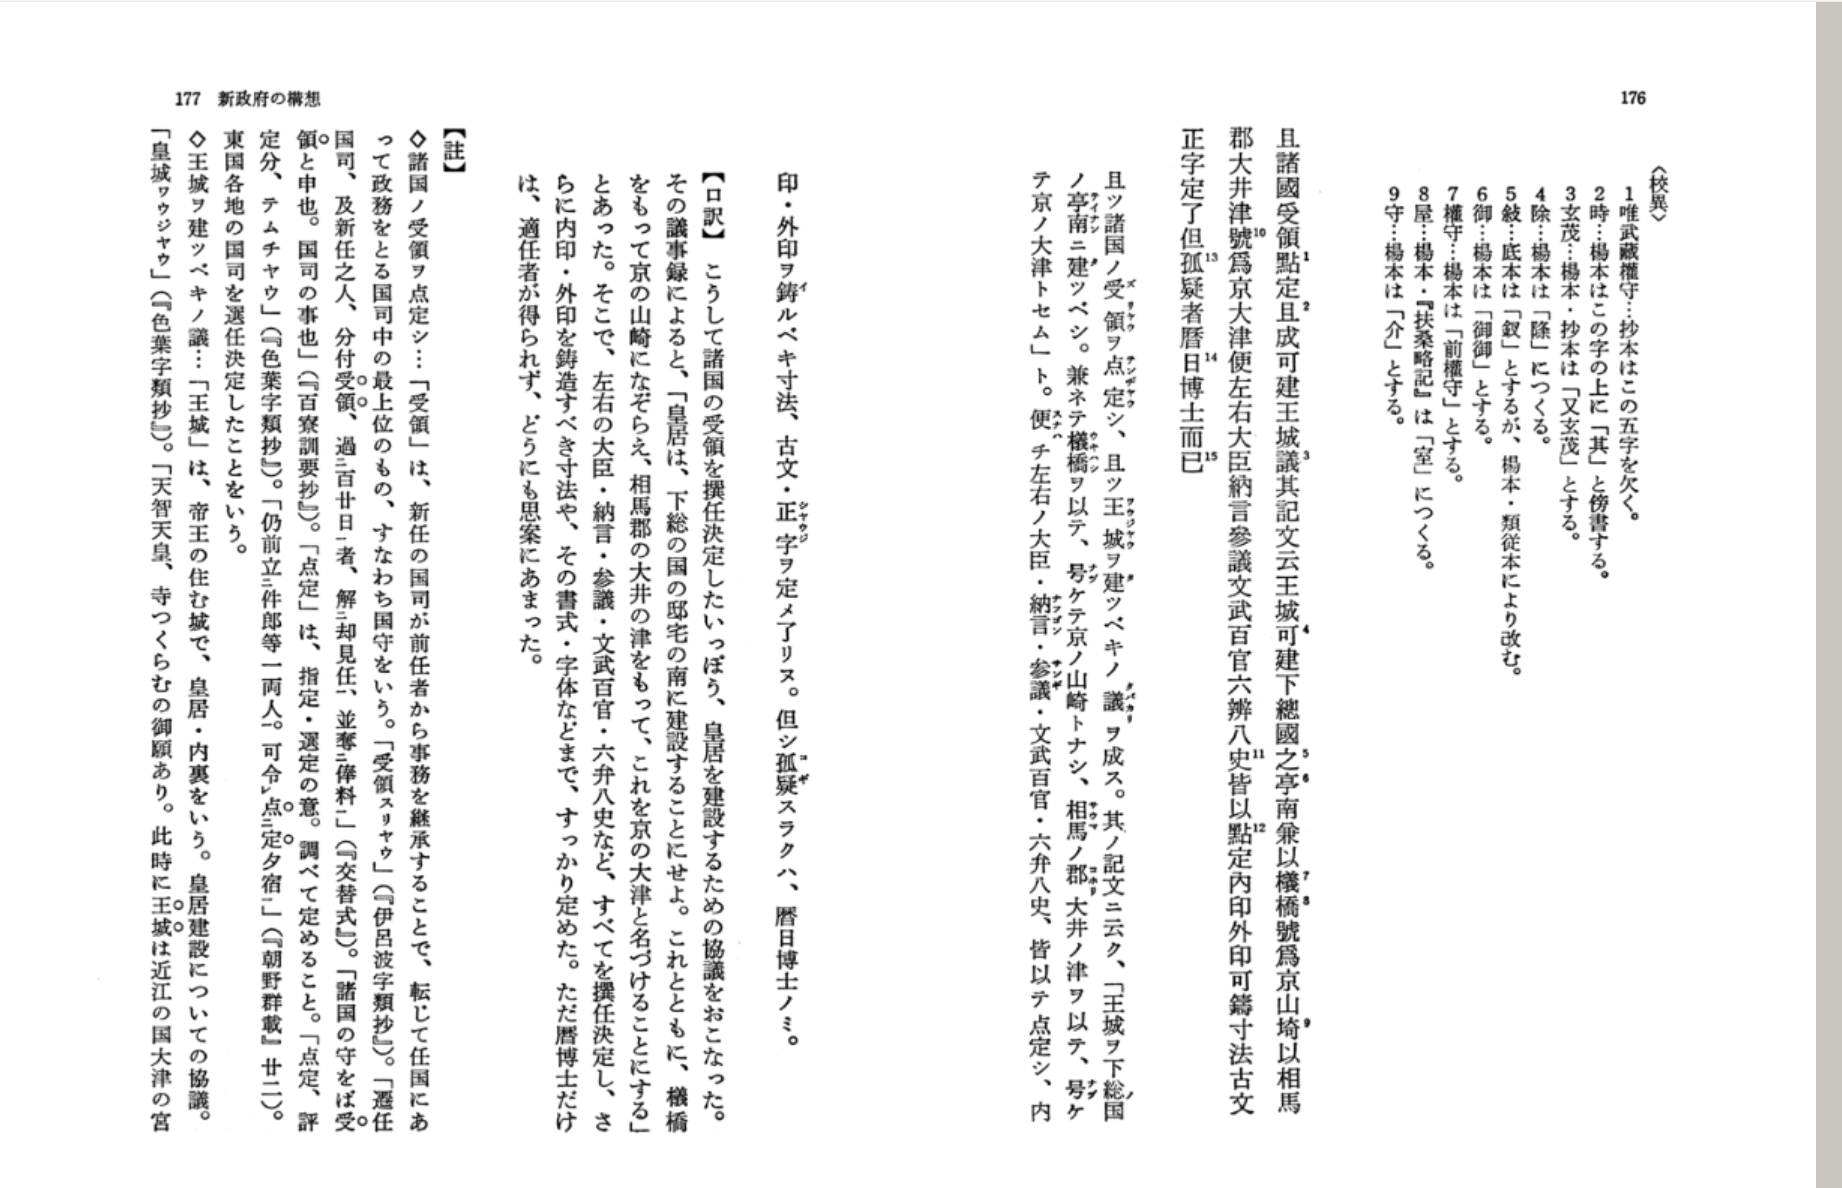 176
〈校異〉
1唯武藏權守…抄本はこの五字を欠く。
2時…楊本はこの字の上に「其」と傍書する。
3玄茂…楊本・抄本は「又玄茂」とする。
4除…楊本は「隆」につくる。
5敍…底本は「釵」とするが、楊本・類従本により改む。
6御…楊本は「御御」とする。
7權守…楊本は「前權守」とする。
8屋…楊本・『扶桑略記』は「室」につくる。
9守…楊本は「介」とする。
且諸國受領點1定且2成可建王城議3其記文云王城可4建下總國之5亭6南兼以檥7橋8號爲京山埼9以相馬
郡大井津號10爲京大津便左右大臣納言參議文武百官六辨八史11皆以點12定內印外印可鑄寸法古文
正字定了但孤13疑者暦日14博士而已15
且ツ諸国ノ受領ヲ点定シ、且ツ王城ヲ建ツベキノ議ヲ成ス。其ノ記文ニ云ク、「王城ヲ下総国
ノ亭南ニ建ツベシ。兼ネテ檥橋ヲ以テ、号ケテ京ノ山崎トナシ、相馬ノ郡大井ノ津ヲ以テ、号ケ
テ京ノ大津トセム」ト。便チ左右ノ大臣・納言・参議・文武百官・六弁八史、皆以テ点定シ、内
177 新政府の構想
印・外印ヲ鋳ルベキ寸法、古文・正字ヲ定メ了リヌ。但シ孤疑スラクハ、暦日博士ノミ。
【口訳】 こうして諸国の受領を撰任決定したいっぽう、皇居を建設するための協議をおこなった。
その議事録によると、「皇居は、下総の国の邸宅の南に建設することにせよ。これとともに、檥橋
をもって京の山崎になぞらえ、相馬郡の大井の津をもって、これを京の大津と名づけることにする」
とあった。そこで、左右の大臣・納言・参議・文武百官・六弁八史など、すべてを撰任決定し、さ
らに内印・外印を鋳造すべき寸法や、その書式・字体などまで、すっかり定めた。ただ暦博士だけ
は、適任者が得られず、どうにも思案にあまった。
【註】
◇諸国ノ受領ヲ点定シ…「受領」は、新任の国司が前任者から事務を継承することで、転じて任国にあ
って政務をとる国司中の最上位のもの、すなわち国守をいう。「受領スリヤウ」(『伊呂波字類抄』)。「遷任
国司、及新任之人、分付受領、過二百廿日一者、解二却見任一、並奪二俸料一」(『交替式』)。「諸国の守をば受
領と申也。国司の事也」(『百寮訓要抄』)。「点定」は、指定・選定の意。調べて定めること。「点定、評
定分、テムチャウ」(『色葉字類抄』)。「仍前立二件郎等一両人一。可令レ点二定夕宿一」(『朝野群載』廿二)。
東国各地の国司を選任決定したことをいう。
◇王城ヲ建ツベキノ議…「王城」は、帝王の住む城で、皇居・内裏をいう。皇居建設についての協議。
「皇城ワウジャウ」(『色葉字類抄』)。「天智天皇、寺つくらむの御願あり。此時に王城は近江の国大津の宮